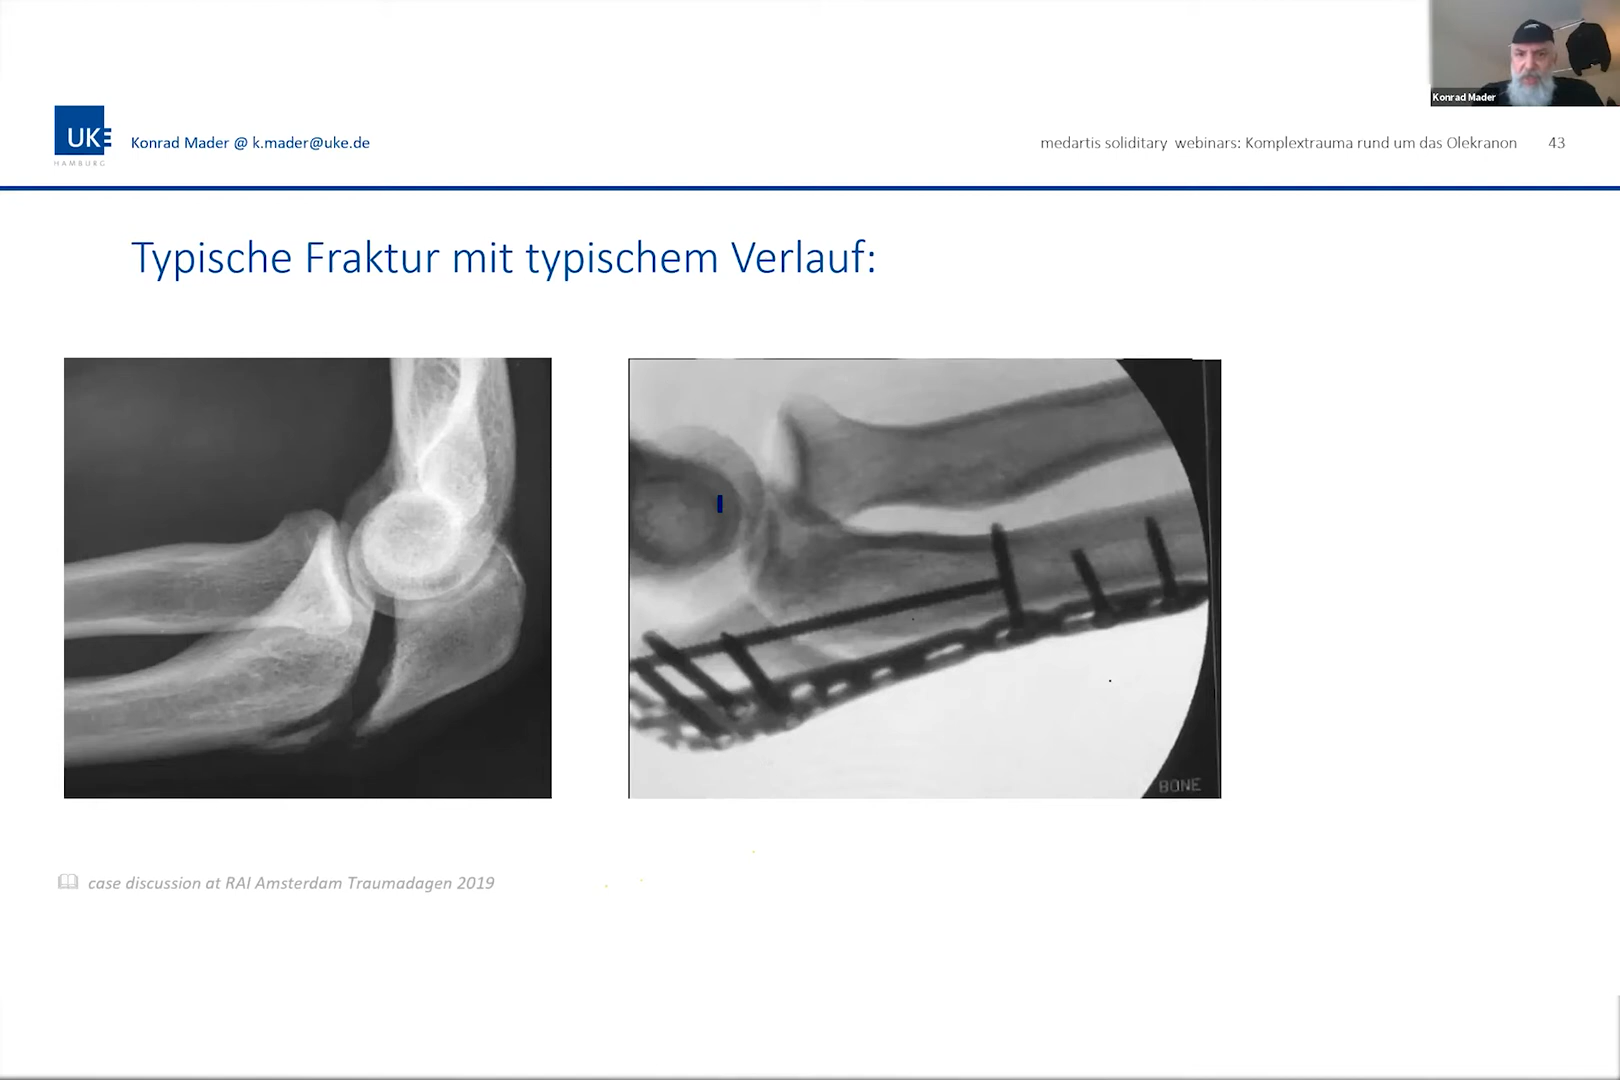 Konrad Mader
UKE
HAMBURG
Konrad Mader @ k.mader@uke.de
medartis soliditary webinars: Komplextrauma rund um das Olekranon
43
Typische Fraktur mit typischem Verlauf:
BONE
case discussion at RAI Amsterdam Traumadagen 2019